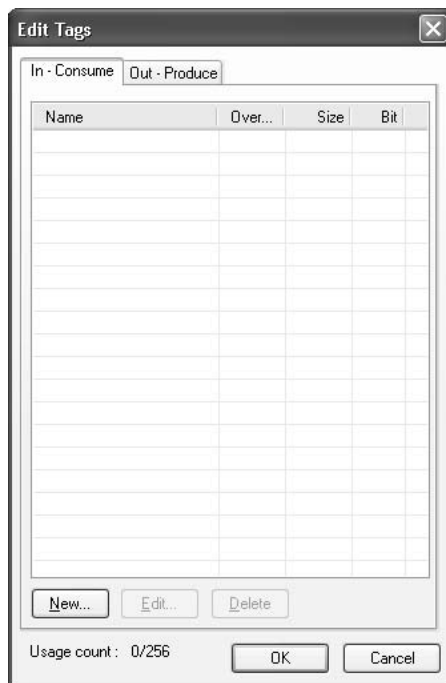 Edit Tags
In - Consume Out - Produce
Name Over... Size Bit
New... Edit... Delete
Usage count : 0/256 OK Cancel